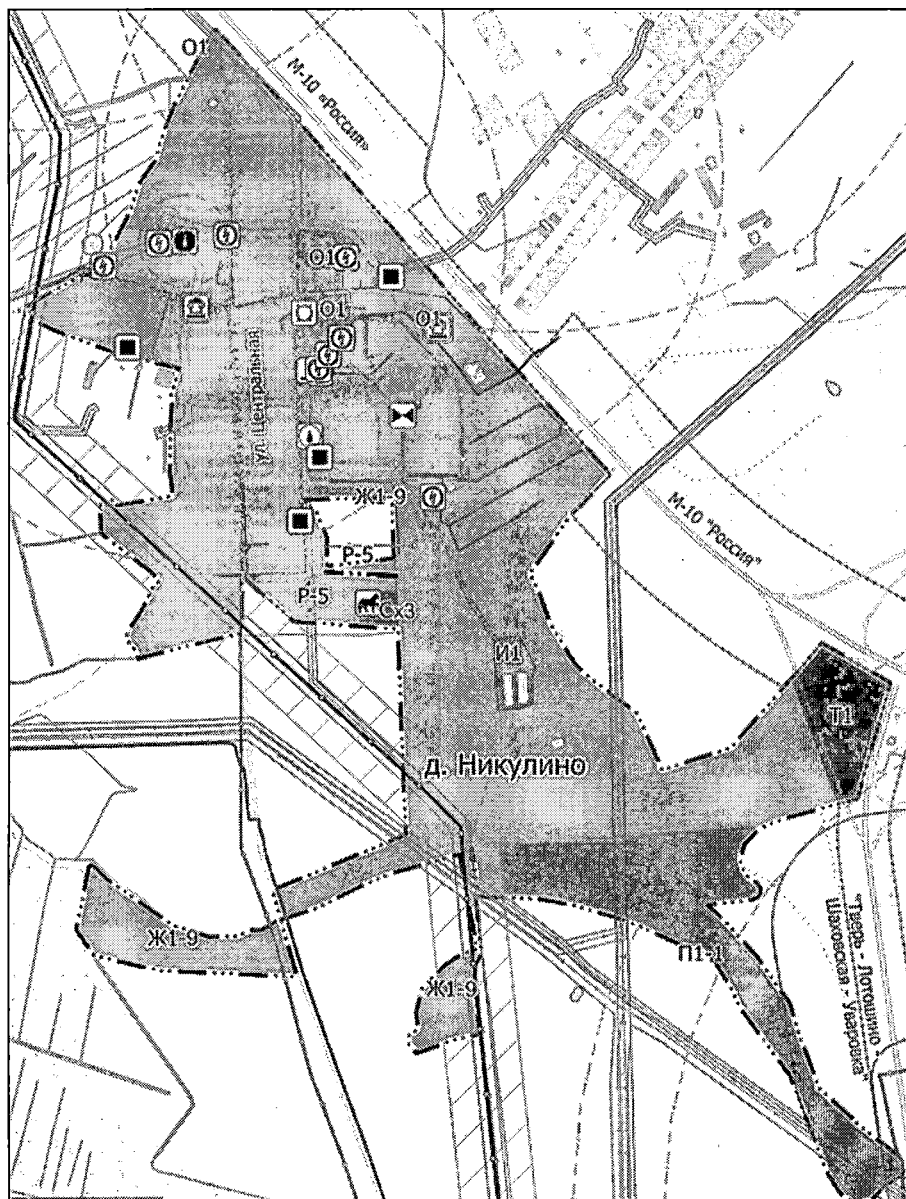 О1
М-10 «Россия»
О1
О1
О1
О1
ул. Центральная
Ж1-9
М-10 "Россия"
Р-5
Р-5
Сх3
И1
Т1
д. Никулино
Ж1-9
П1-1
Ж1-9
"Тверь - Лотошино
Шаховская - Уваровка"